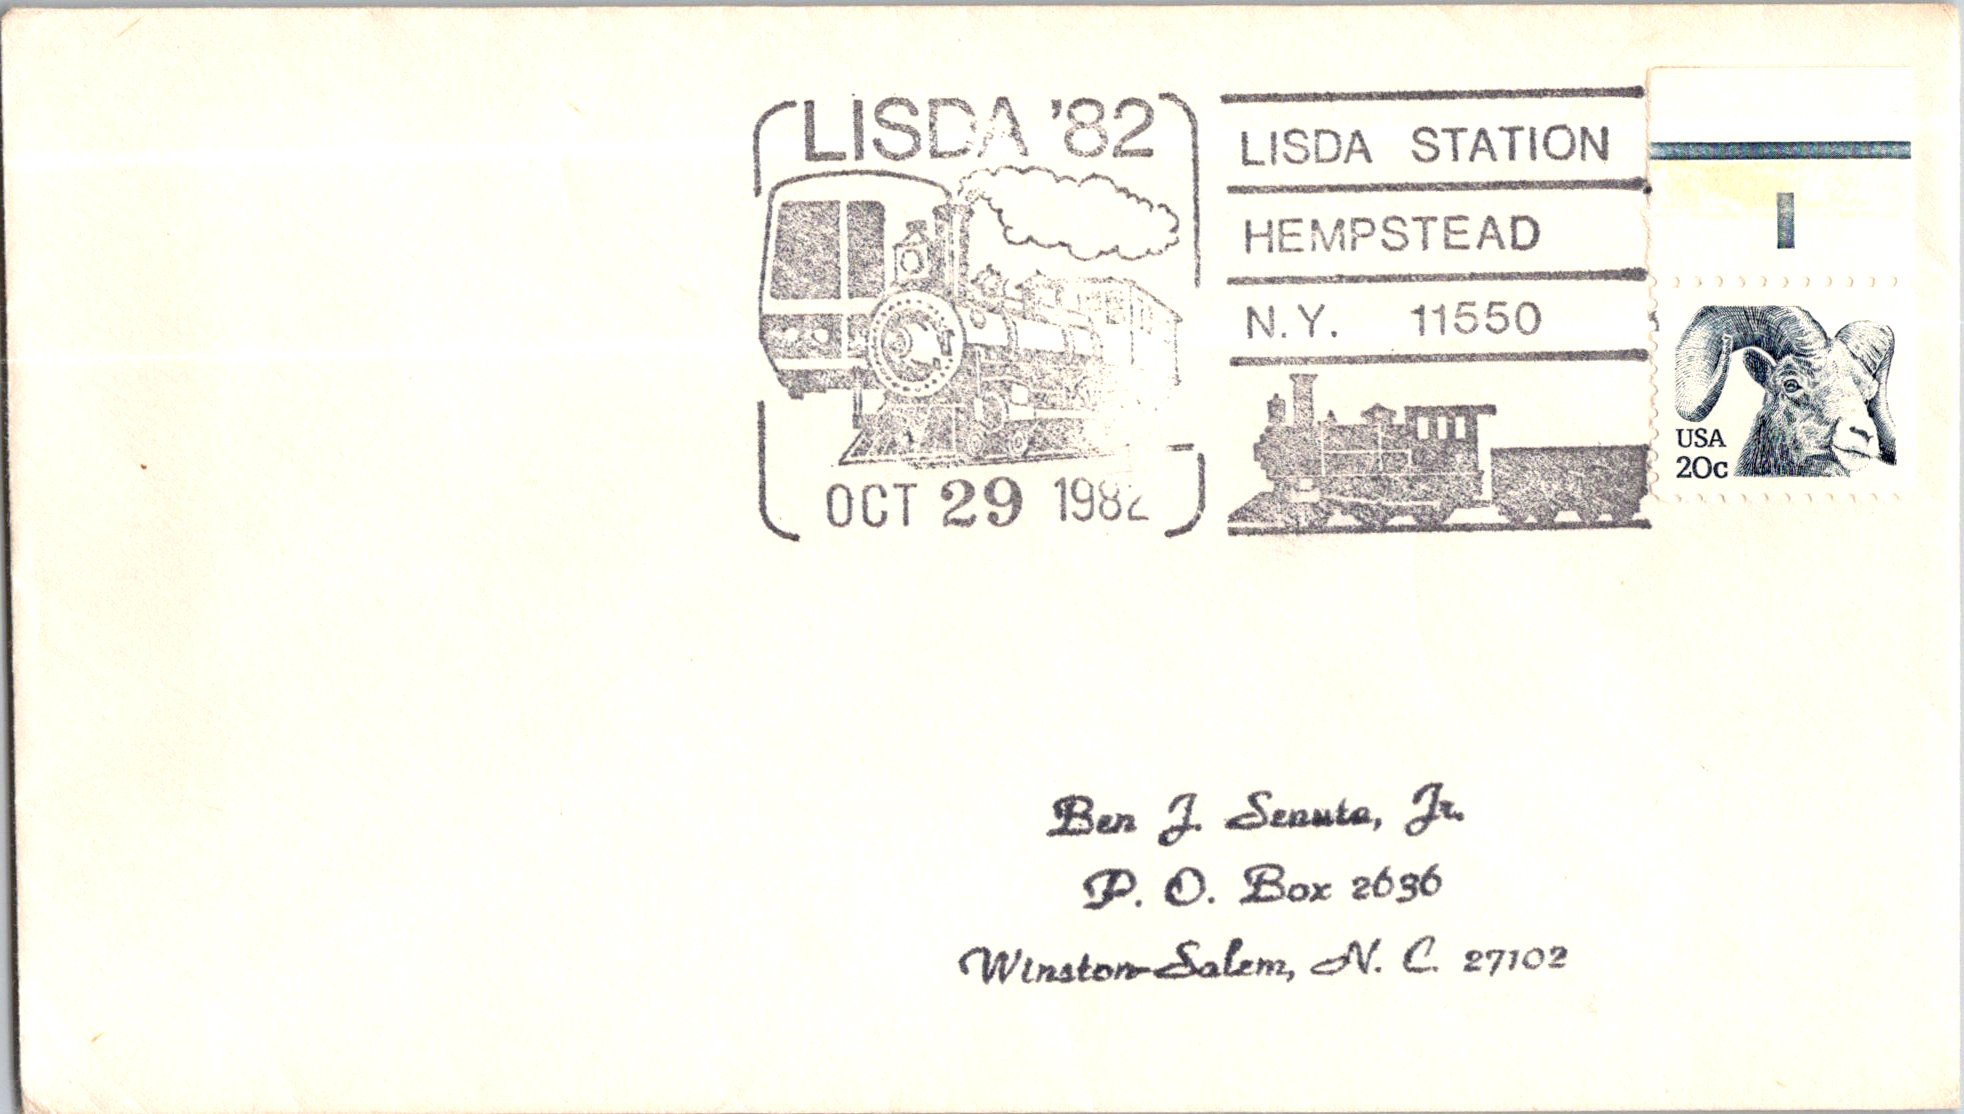 LISDA '82
OCT 29 1982
LISDA STATION
HEMPSTEAD
N.Y. 11550
USA
20c
Ben J. Senuta, Jr.
P. O. Box 2636
Winston-Salem, N. C. 27102